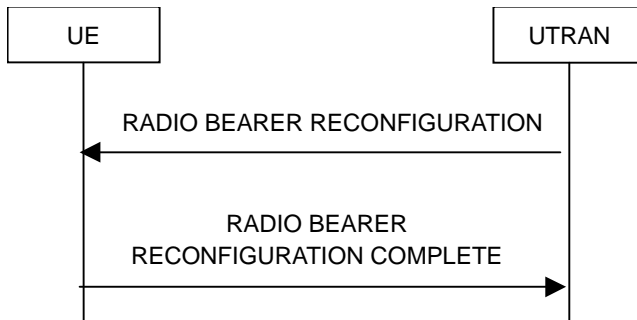 UE
UTRAN
RADIO BEARER RECONFIGURATION
RADIO BEARER
RECONFIGURATION COMPLETE